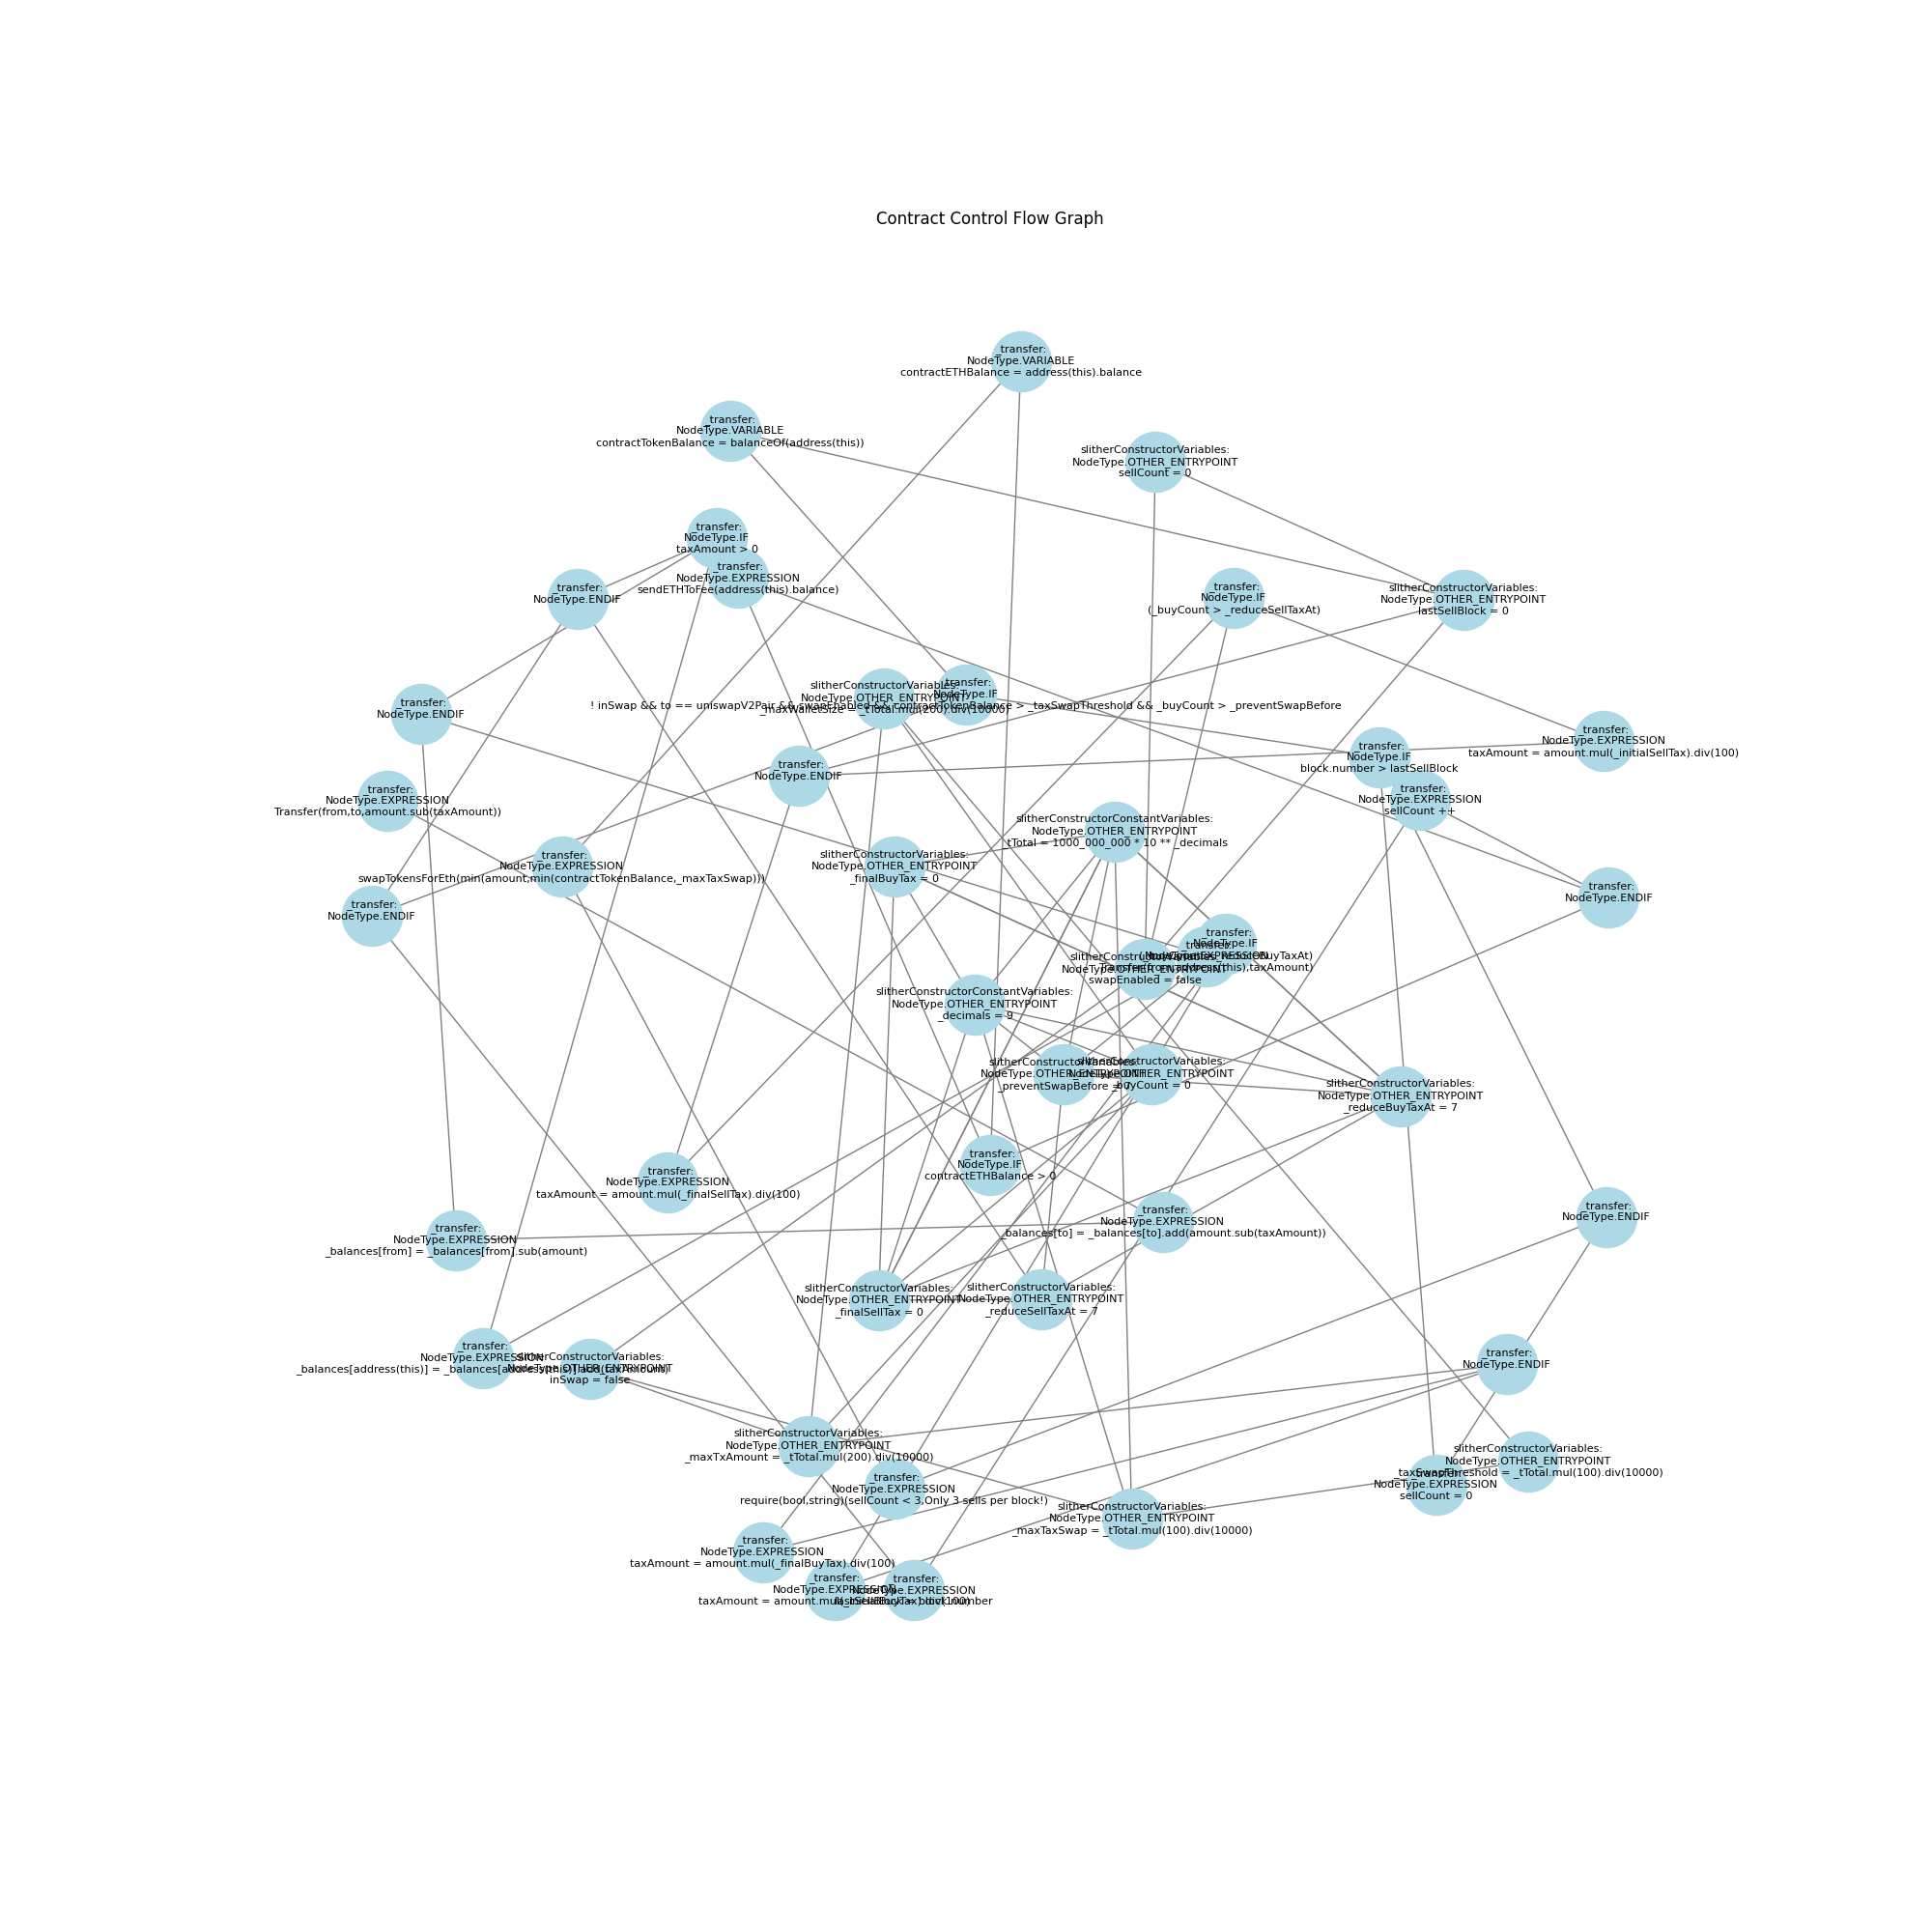 Contract Control Flow Graph
_transfer:
NodeType.VARIABLE
contractETHBalance = address(this).balance
_transfer:
NodeType.VARIABLE
contractTokenBalance = balanceOf(address(this))
slitherConstructorVariables:
NodeType.OTHER_ENTRYPOINT
sellCount = 0
_transfer:
NodeType.IF
taxAmount > 0
_transfer:
NodeType.EXPRESSION
sendETHToFee(address(this).balance)
_transfer:
NodeType.ENDIF
_transfer:
NodeType.IF
(_buyCount > _reduceSellTaxAt)
slitherConstructorVariables:
NodeType.OTHER_ENTRYPOINT
lastSellBlock = 0
slitherConstructorVariables:
NodeType.OTHER_ENTRYPOINT
_maxWalletSize = _tTotal.mul(200).div(10000)
_transfer:
NodeType.IF
! inSwap && to == uniswapV2Pair && swapEnabled && contractTokenBalance > _taxSwapThreshold && _buyCount > _preventSwapBefore
_transfer:
NodeType.ENDIF
_transfer:
NodeType.EXPRESSION
taxAmount = amount.mul(_initialSellTax).div(100)
_transfer:
NodeType.IF
block.number > lastSellBlock
_transfer:
NodeType.ENDIF
_transfer:
NodeType.EXPRESSION
Transfer(from,to,amount.sub(taxAmount))
_transfer:
NodeType.EXPRESSION
sellCount ++
slitherConstructorConstantVariables:
NodeType.OTHER_ENTRYPOINT
_tTotal = 1000_000_000 * 10 ** _decimals
_transfer:
NodeType.EXPRESSION
swapTokensForEth(min(amount,min(contractTokenBalance,_maxTaxSwap)))
slitherConstructorVariables:
NodeType.OTHER_ENTRYPOINT
_finalBuyTax = 0
_transfer:
NodeType.ENDIF
_transfer:
NodeType.ENDIF
_transfer:
NodeType.IF
BuyTaxAt)
_transfer:
NodeType.EXPRESSION
Transfer(from,address(this),taxAmount)
slitherConstructorVariables:
NodeType.OTHER_ENTRYPOINT
swapEnabled = false
slitherConstructorConstantVariables:
NodeType.OTHER_ENTRYPOINT
_decimals = 9
slitherConstructorVariables:
NodeType.OTHER_ENTRYPOINT
_preventSwapBefore = 7
slitherConstructorVariables:
NodeType.OTHER_ENTRYPOINT
_buyCount = 0
slitherConstructorVariables:
NodeType.OTHER_ENTRYPOINT
_reduceBuyTaxAt = 7
_transfer:
NodeType.IF
contractETHBalance > 0
_transfer:
NodeType.EXPRESSION
taxAmount = amount.mul(_finalSellTax).div(100)
_transfer:
NodeType.ENDIF
_transfer:
NodeType.EXPRESSION
_balances[to] = _balances[to].add(amount.sub(taxAmount))
_transfer:
NodeType.EXPRESSION
_balances[from] = _balances[from].sub(amount)
slitherConstructorVariables:
NodeType.OTHER_ENTRYPOINT
_finalSellTax = 0
slitherConstructorVariables:
NodeType.OTHER_ENTRYPOINT
_reduceSellTaxAt = 7
_transfer:
NodeType.EXPRESSION
_balances[address(this)] = _balances[address(this)].add(taxAmount)
slitherConstructorVariables:
NodeType.OTHER_ENTRYPOINT
inSwap = false
_transfer:
NodeType.ENDIF
slitherConstructorVariables:
NodeType.OTHER_ENTRYPOINT
_maxTxAmount = _tTotal.mul(200).div(10000)
slitherConstructorVariables:
NodeType.OTHER_ENTRYPOINT
_taxSwapThreshold = _tTotal.mul(100).div(10000)
_transfer:
NodeType.EXPRESSION
sellCount = 0
_transfer:
NodeType.EXPRESSION
require(bool,string)(sellCount < 3,Only 3 sells per block!)
slitherConstructorVariables:
NodeType.OTHER_ENTRYPOINT
_maxTaxSwap = _tTotal.mul(100).div(10000)
_transfer:
NodeType.EXPRESSION
taxAmount = amount.mul(_finalBuyTax).div(100)
_transfer:
NodeType.EXPRESSION
taxAmount = amount.mul(_initialBuyTax).div(100)
_transfer:
NodeType.EXPRESSION
lastSellBlock = block.number